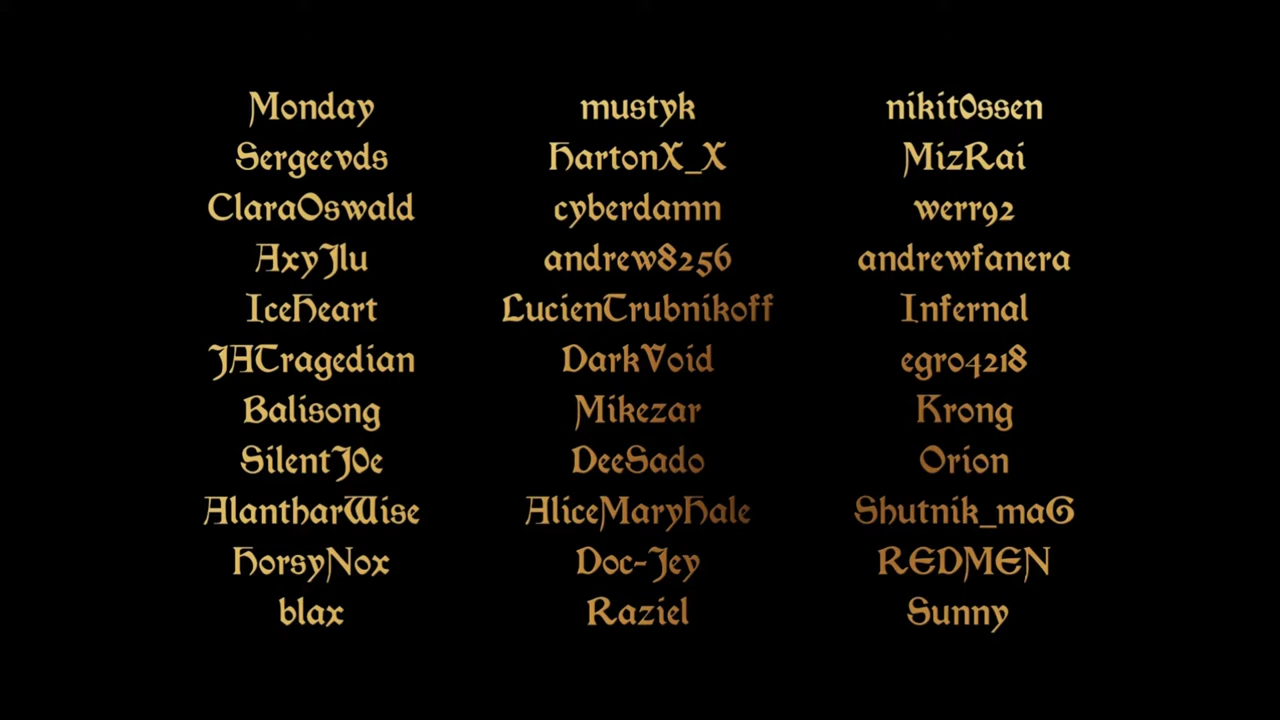 Monday mustyk nikit0ssen
Sergeevds HartonX_X MizRai
ClaraOswald cyberdamn werr92
AxyJlu andrew8256 andrewfanera
IceHeart LucienTrubnikoff Infernal
JATragedian DarkVoid egro4218
Balisong Mikezar Krong
SilentJ0e DeeSado Orion
AlantharWise AliceMaryHale Shutnik_maG
HorsyNox Doc-Jey REDMEN
blax Raziel Sunny